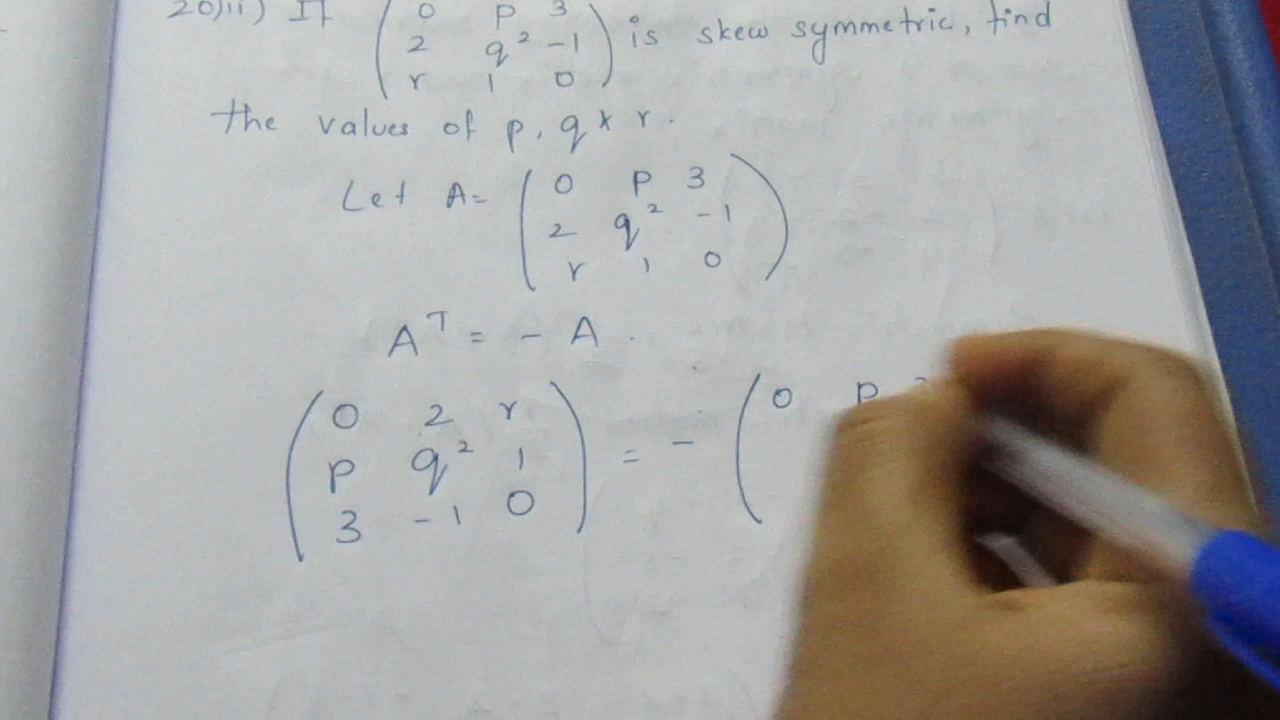 20)ii) If ( 0 p 3
2 q² -1
r 1 0 ) is skew symmetric, find
the values of p, q & r.
Let A = ( 0 p 3
2 q² -1
r 1 0 )
Aᵀ = - A .
( 0 2 r
p q² 1
3 -1 0 ) = - ( 0 p